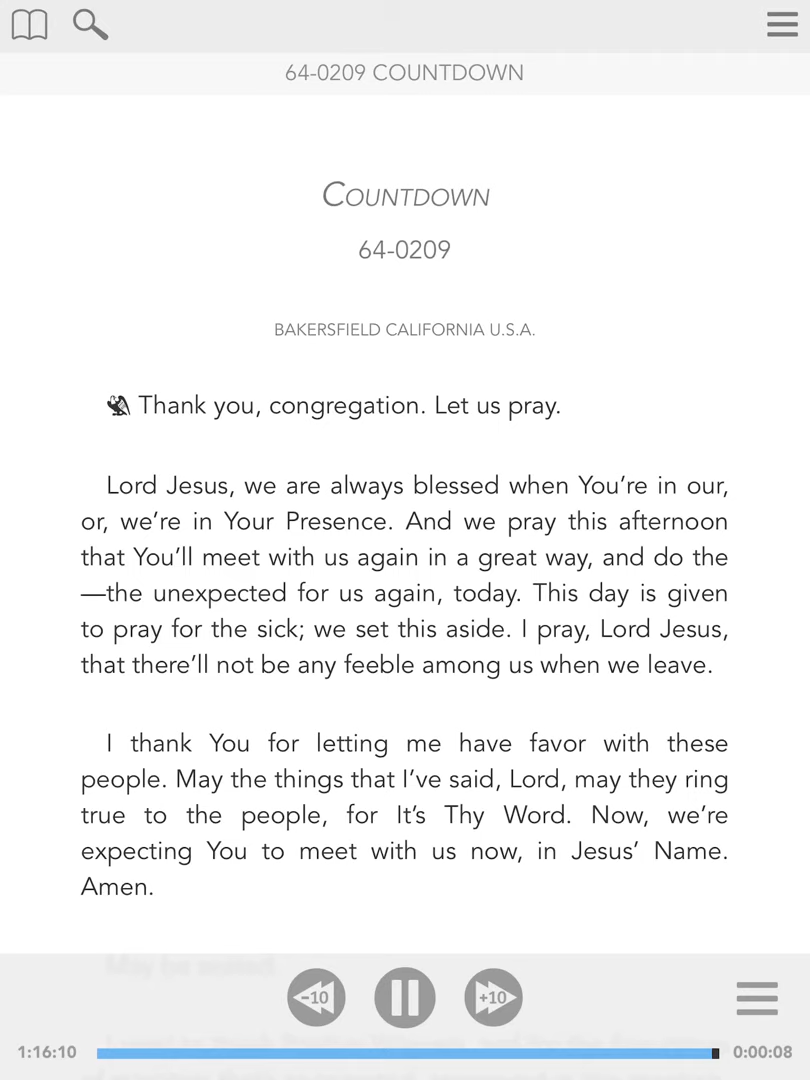 64-0209 COUNTDOWN
COUNTDOWN
64-0209
BAKERSFIELD CALIFORNIA U.S.A.
Thank you, congregation. Let us pray.
Lord Jesus, we are always blessed when You’re in our,
or, we’re in Your Presence. And we pray this afternoon
that You’ll meet with us again in a great way, and do the
—the unexpected for us again, today. This day is given
to pray for the sick; we set this aside. I pray, Lord Jesus,
that there’ll not be any feeble among us when we leave.
I thank You for letting me have favor with these
people. May the things that I’ve said, Lord, may they ring
true to the people, for It’s Thy Word. Now, we’re
expecting You to meet with us now, in Jesus’ Name.
Amen.
May be seated.
-10 +10
1:16:10 0:00:08